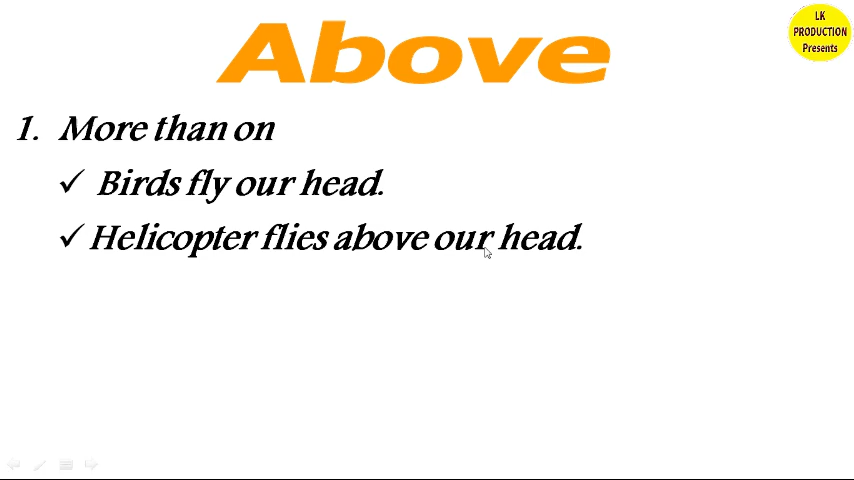 LK
PRODUCTION
Presents
Above
1. More than on
✓ Birds fly our head.
✓ Helicopter flies above our head.